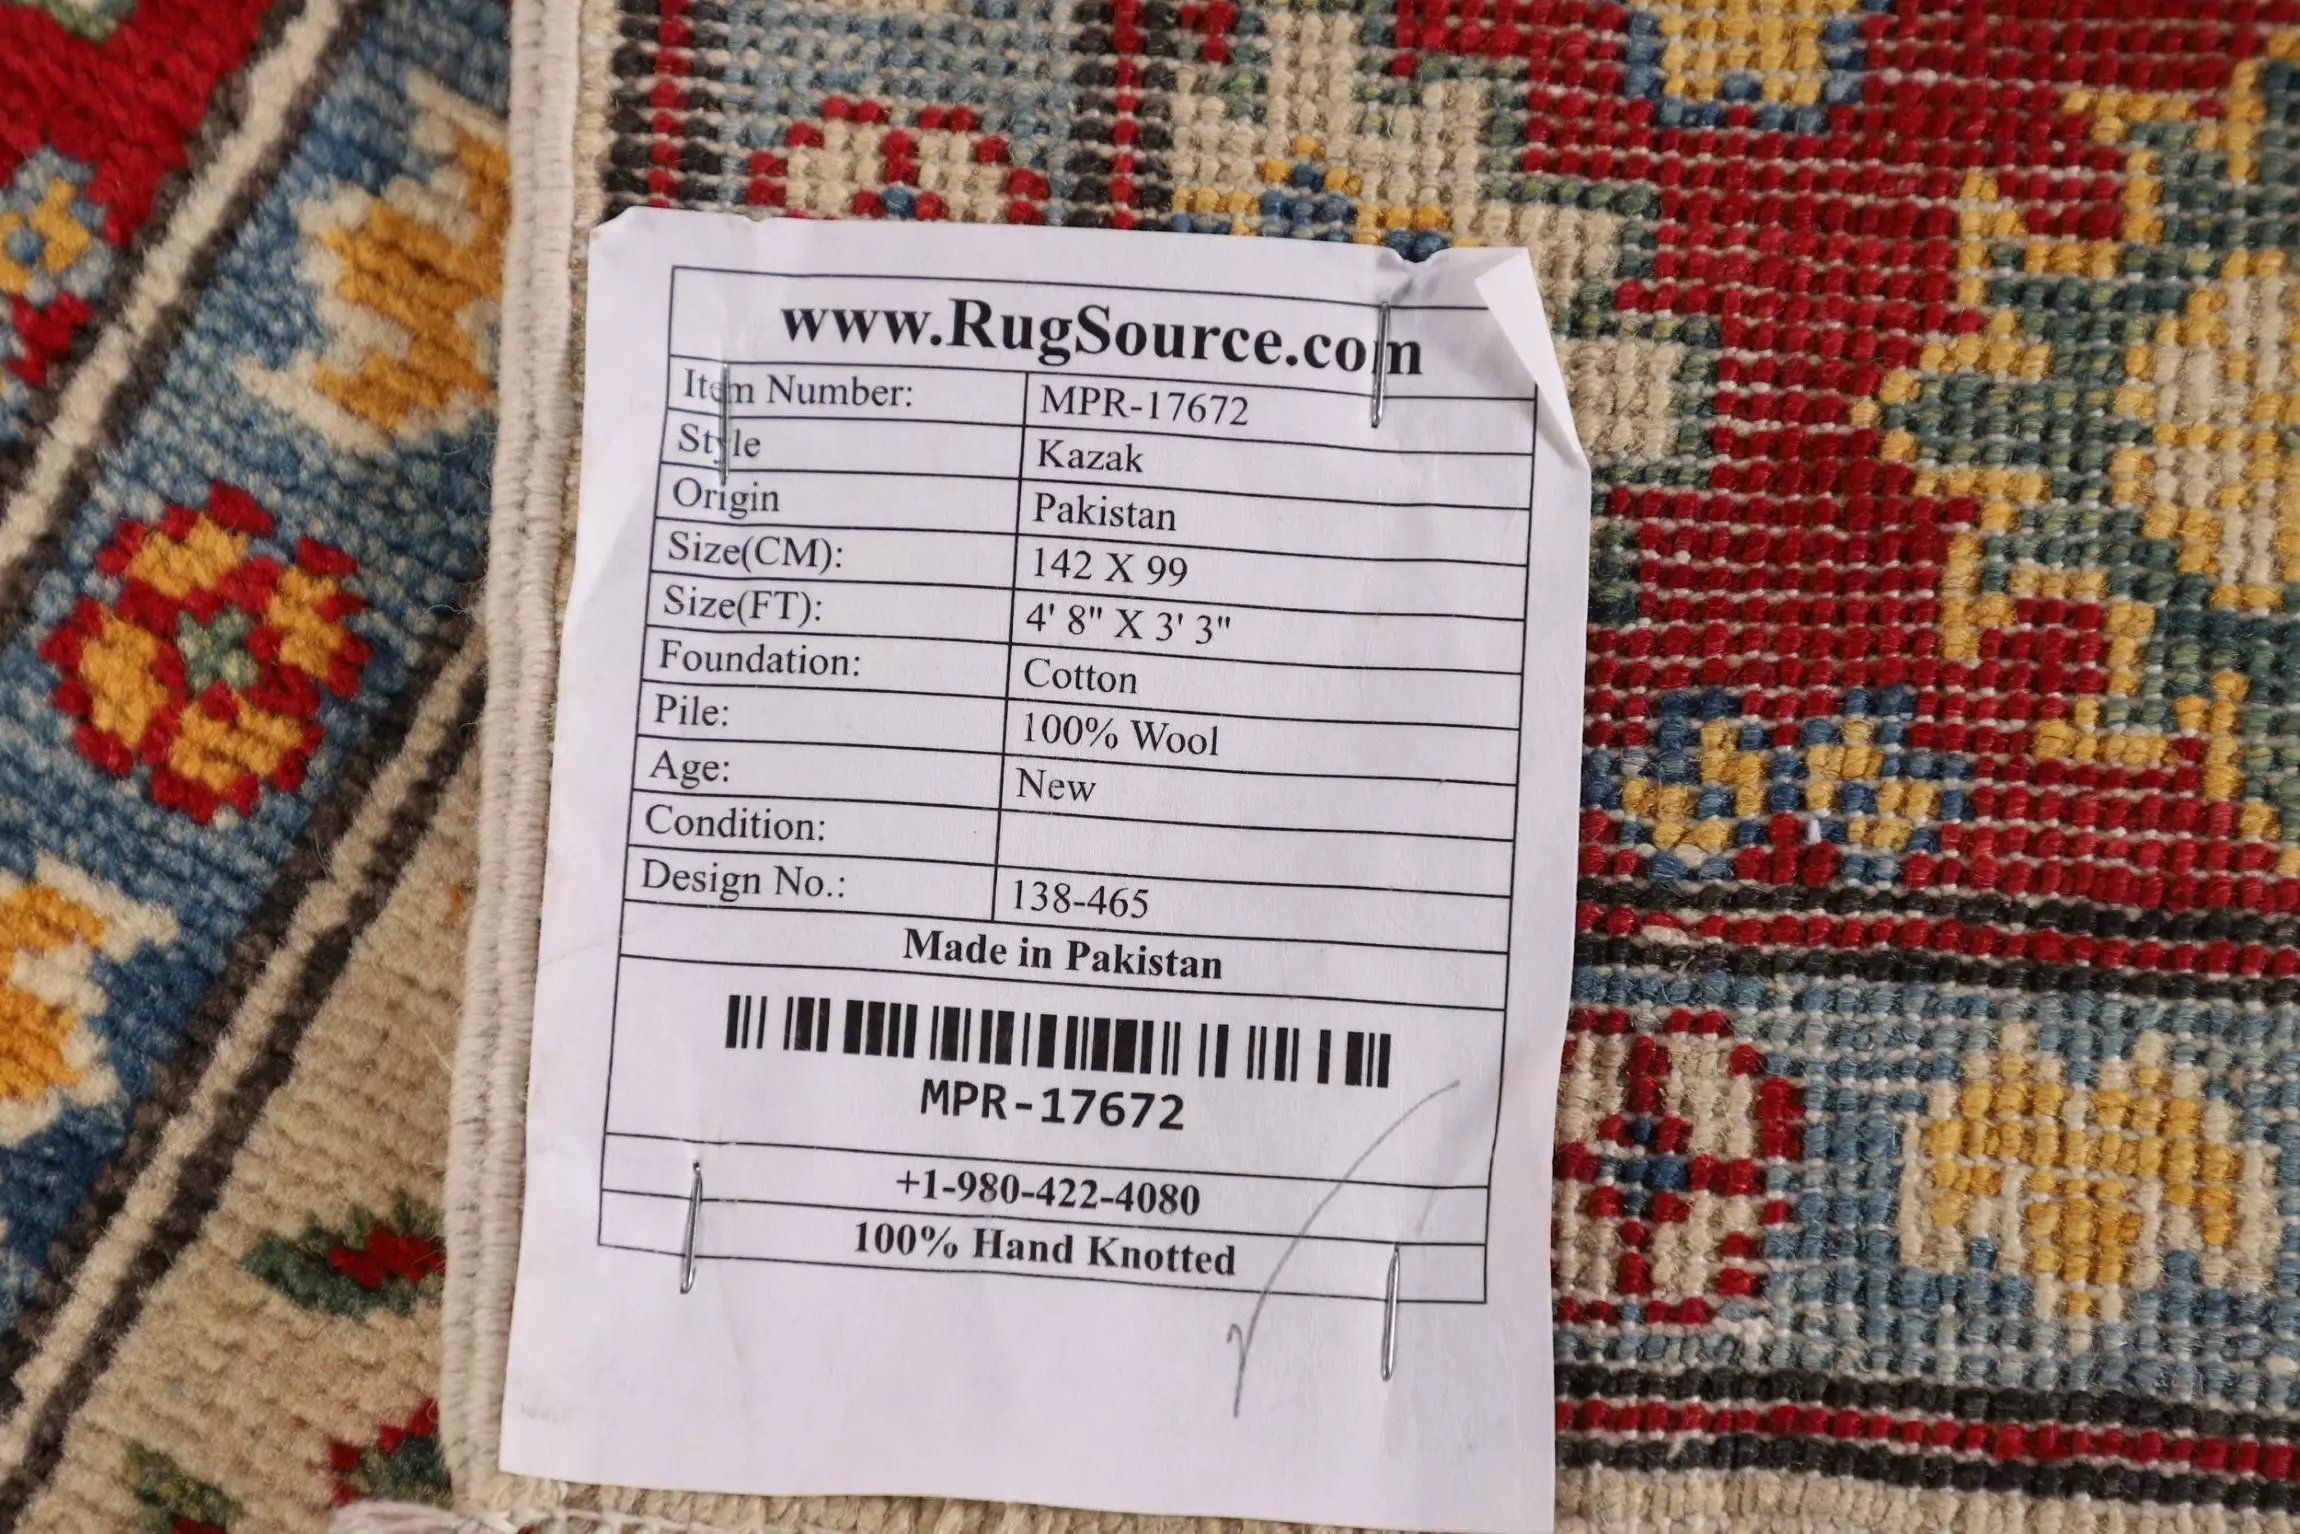 www.RugSource.com
Item Number: MPR-17672
Style Kazak
Origin Pakistan
Size(CM): 142 X 99
Size(FT): 4' 8" X 3' 3"
Foundation: Cotton
Pile: 100% Wool
Age: New
Condition:
Design No.: 138-465
Made in Pakistan
MPR-17672
+1-980-422-4080
100% Hand Knotted